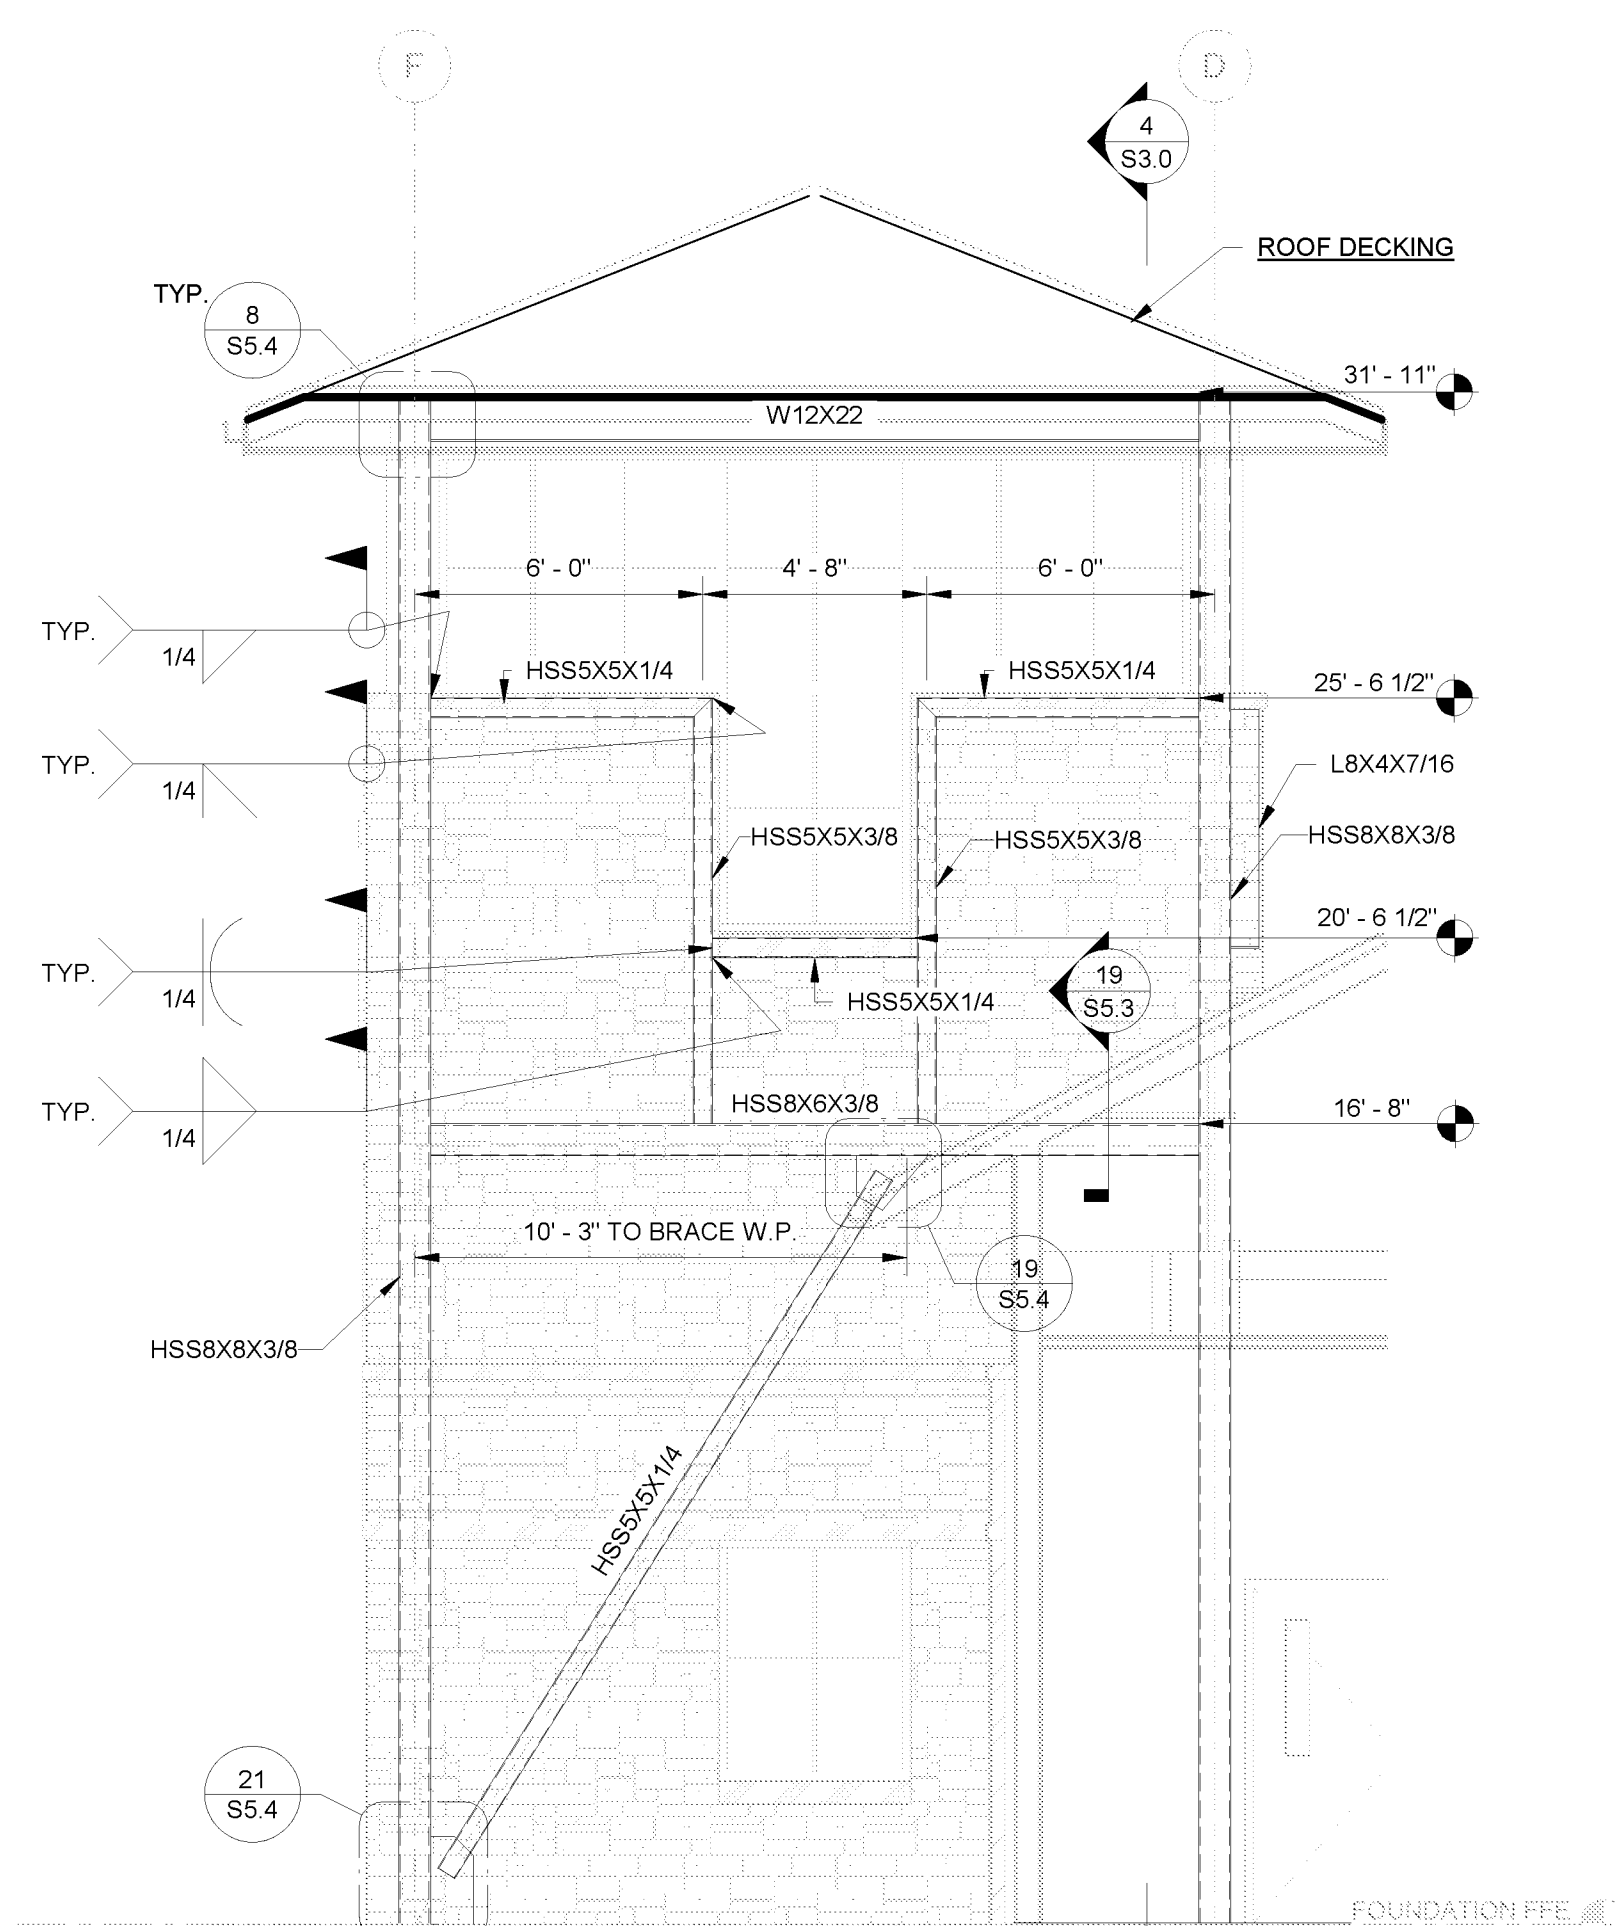 F
D
4
S3.0
ROOF DECKING
TYP.
8
S5.4
31' - 11"
W12X22
6' - 0"
4' - 8"
6' - 0"
TYP.
1/4
HSS5X5X1/4
HSS5X5X1/4
25' - 6 1/2"
TYP.
1/4
L8X4X7/16
HSS5X5X3/8
HSS5X5X3/8
HSS8X8X3/8
20' - 6 1/2"
TYP.
1/4
19
S5.3
HSS5X5X1/4
TYP.
1/4
HSS8X6X3/8
16' - 8"
10' - 3" TO BRACE W.P.
19
S5.4
HSS8X8X3/8
HSS5X5X1/4
21
S5.4
FOUNDATION FFE